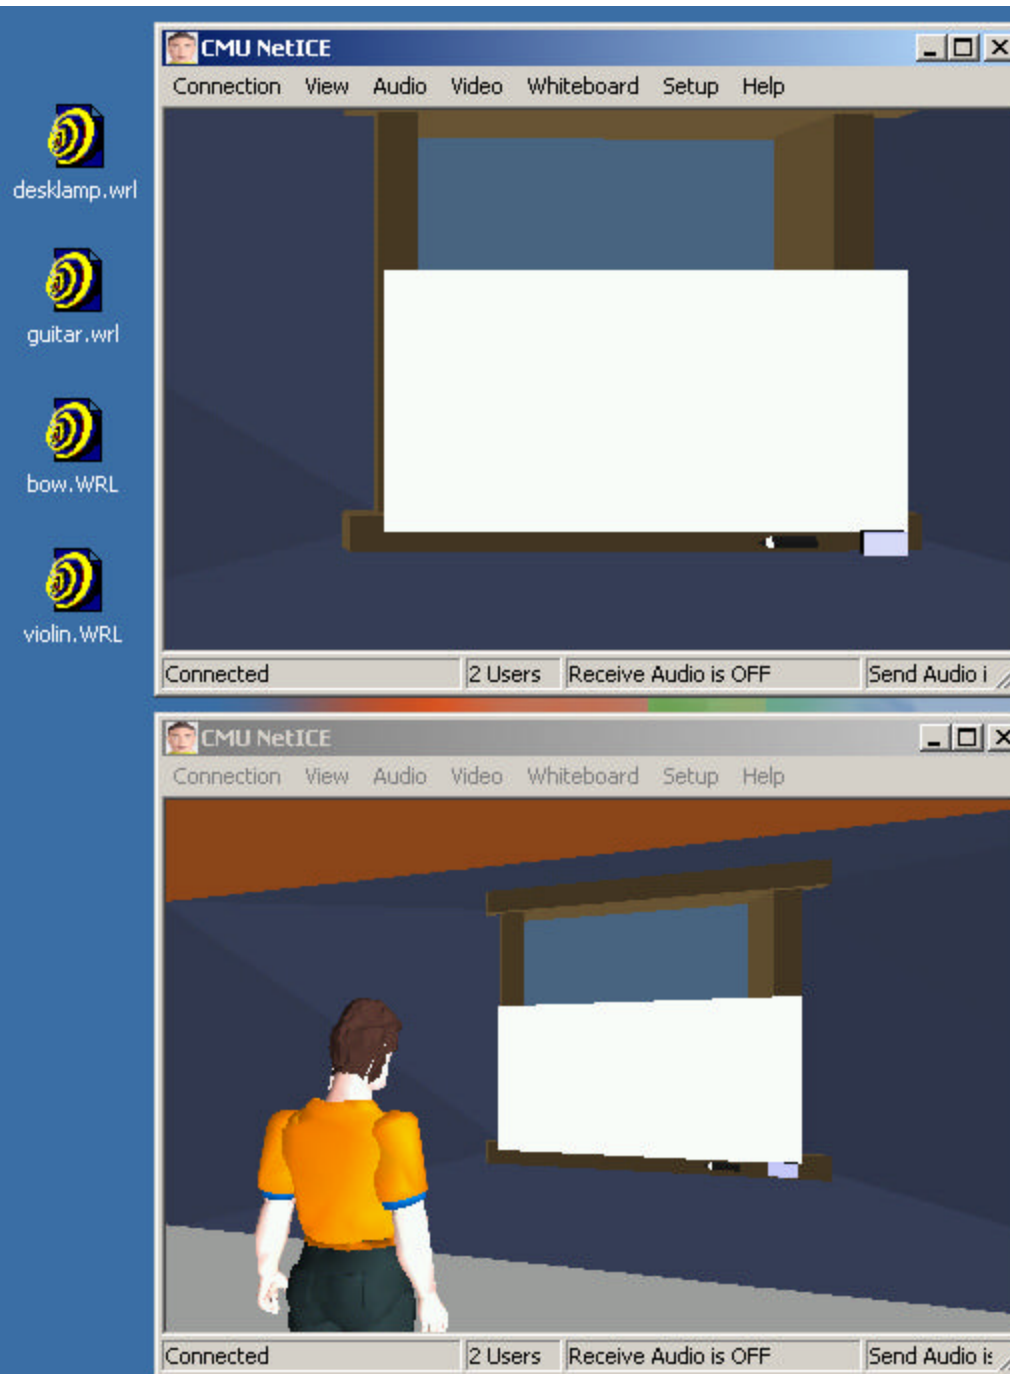 CMU NetICE
Connection View Audio Video Whiteboard Setup Help
desklamp.wrl
guitar.wrl
bow.WRL
violin.WRL
Connected 2 Users Receive Audio is OFF Send Audio i
CMU NetICE
Connection View Audio Video Whiteboard Setup Help
Connected 2 Users Receive Audio is OFF Send Audio is